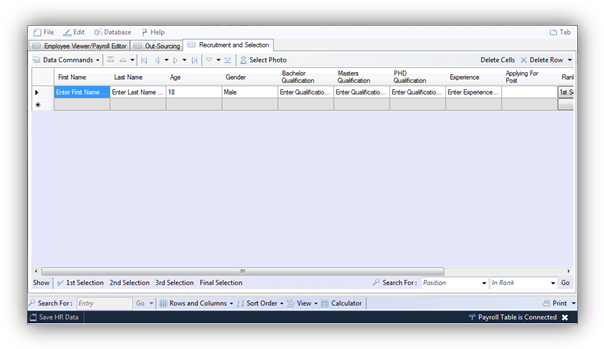 File Edit Database Help Tab
Employee Viewer/Payroll Editor Out-Sourcing Recruitment and Selection
Data Commands Select Photo Delete Cells Delete Row
First Name Last Name Age Gender Bachelor Qualification Masters Qualification PHD Qualification Experience Applying For Post Rank
Enter First Name ... Enter Last Name ... 18 Male Enter Qualificatio... Enter Qualificatio... Enter Qualificatio... Enter Experience... 1st Se
Show 1st Selection 2nd Selection 3rd Selection Final Selection Search For: Position In Rank Go
Search For: Entry Go Rows and Columns Sort Order View Calculator Print
Save HR Data Payroll Table is Connected